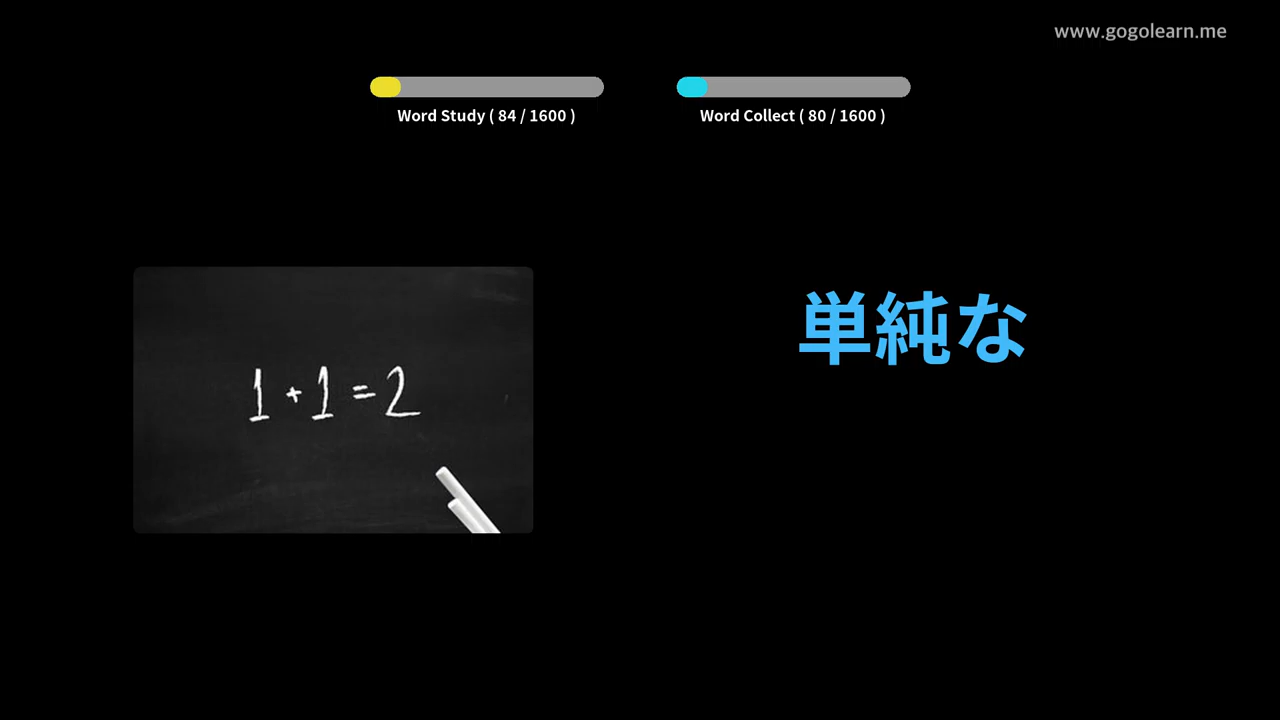 www.gogolearn.me
Word Study ( 84 / 1600 )
Word Collect ( 80 / 1600 )
単純な
1 + 1 = 2